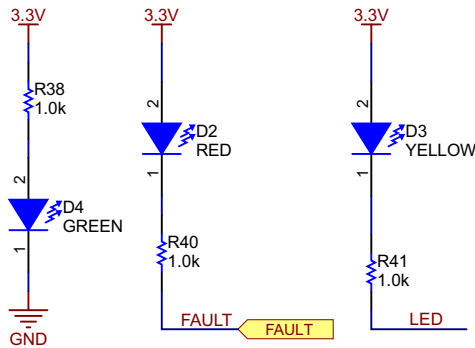 3.3V
R38
1.0k
2
D4
GREEN
1
GND
3.3V
2
D2
RED
1
R40
1.0k
FAULT
FAULT
3.3V
2
D3
YELLOW
1
R41
1.0k
LED